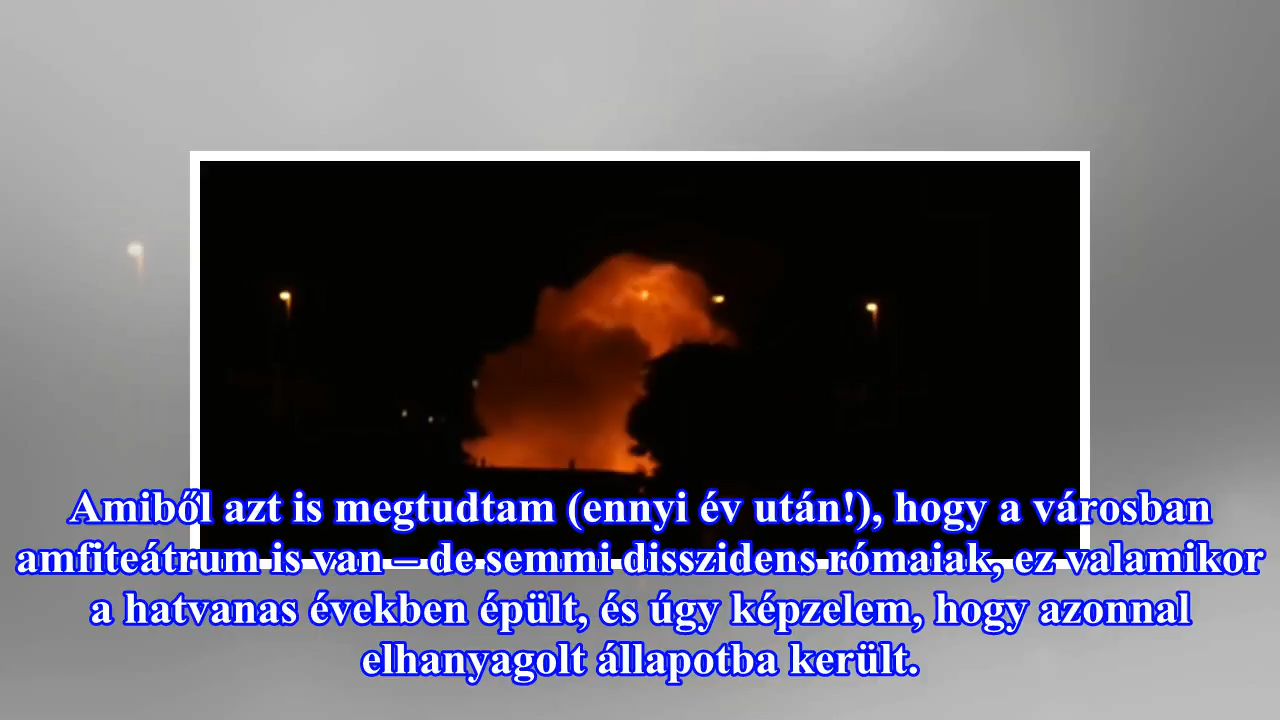 Amiből azt is megtudtam (ennyi év után!), hogy a városban
amfiteátrum is van – de semmi disszidens rómaiak, ez valamikor
a hatvanas években épült, és úgy képzelem, hogy azonnal
elhanyagolt állapotba került.